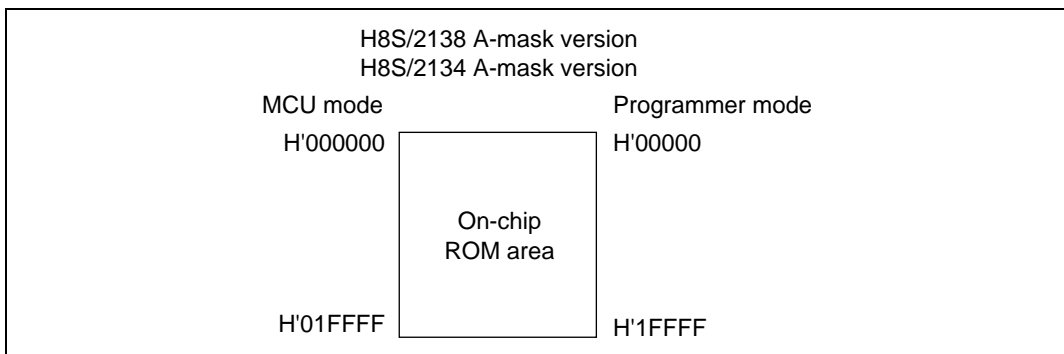 H8S/2138 A-mask version
H8S/2134 A-mask version
MCU mode
Programmer mode
H'000000
H'00000
On-chip
ROM area
H'01FFFF
H'1FFFF